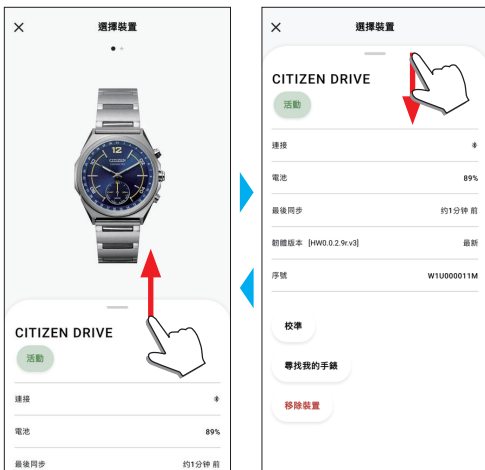 選擇裝置
12
CITIZEN
CITIZEN DRIVE
活動
連接
電池 89%
最後同步 約1分钟 前
選擇裝置
CITIZEN DRIVE
活動
連接
電池 89%
最後同步 約1分钟 前
韌體版本 [HW0.0.2.9r.v3] 最新
序號 W1U000011M
校準
尋找我的手錶
移除裝置